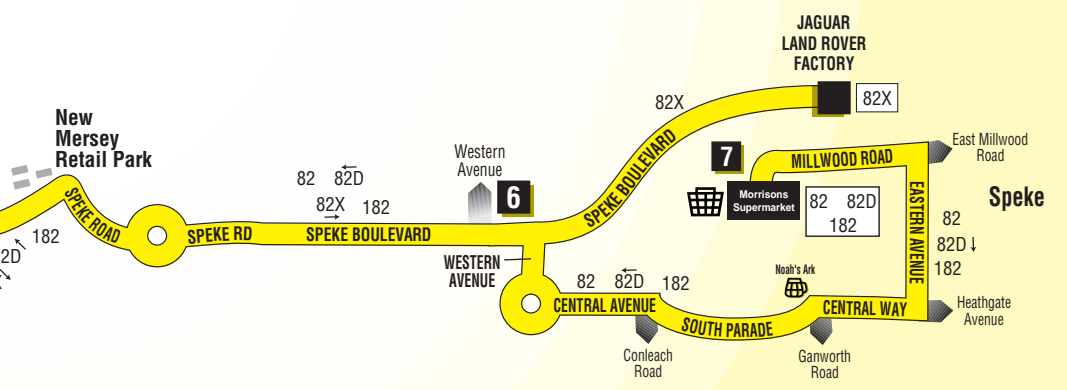 JAGUAR
LAND ROVER
FACTORY
82X
82X
New
Mersey
Retail Park
Western
Avenue
6
7
MILLWOOD ROAD
East Millwood
Road
Morrisons
Supermarket
82 82D
182
Speke
82 82D
82X 182
SPEKE ROAD
SPEKE RD
SPEKE BOULEVARD
SPEKE BOULEVARD
EASTERN AVENUE
82
82D
182
182
2D
WESTERN
AVENUE
82 82D 182
Noah's Ark
CENTRAL AVENUE
SOUTH PARADE
CENTRAL WAY
Heathgate
Avenue
Conleach
Road
Ganworth
Road